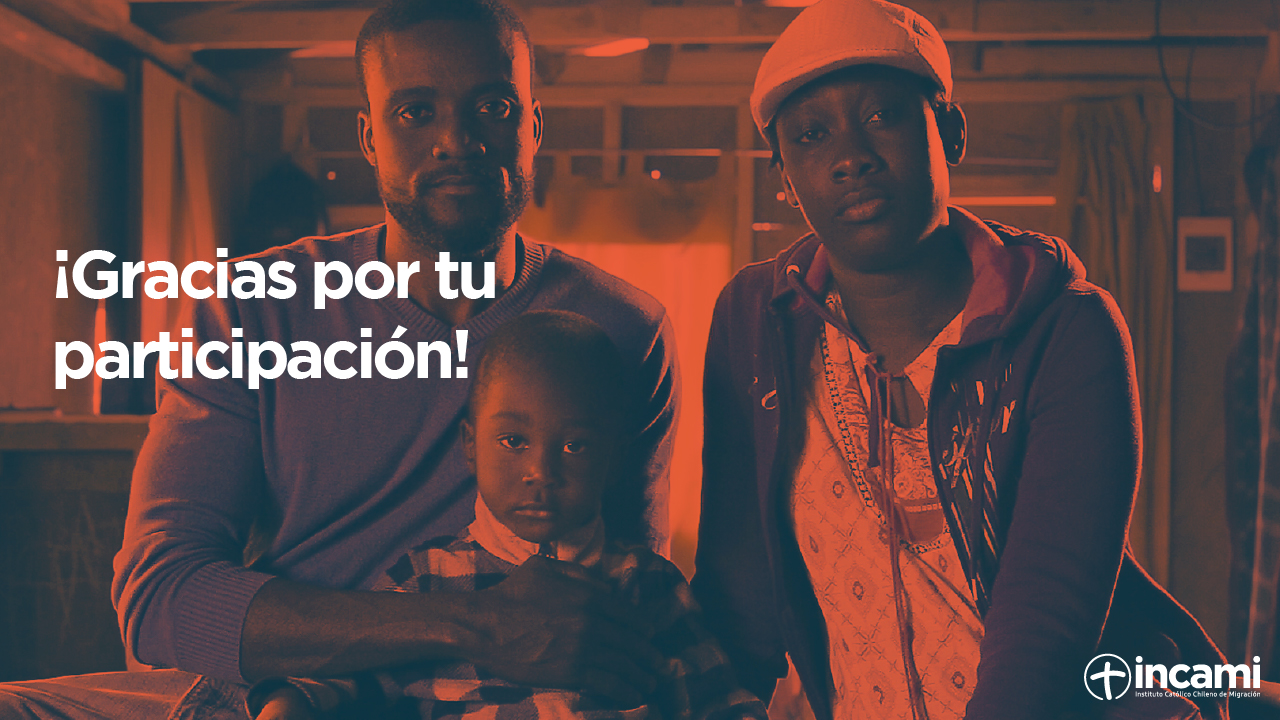 ¡Gracias por tu
participación!
incami
Instituto Católico Chileno de Migración